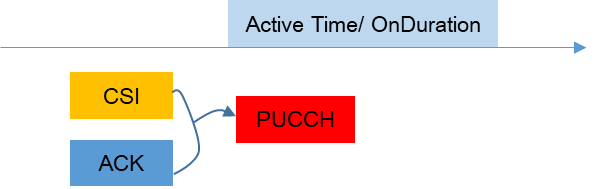 Active Time/ OnDuration
CSI
PUCCH
ACK